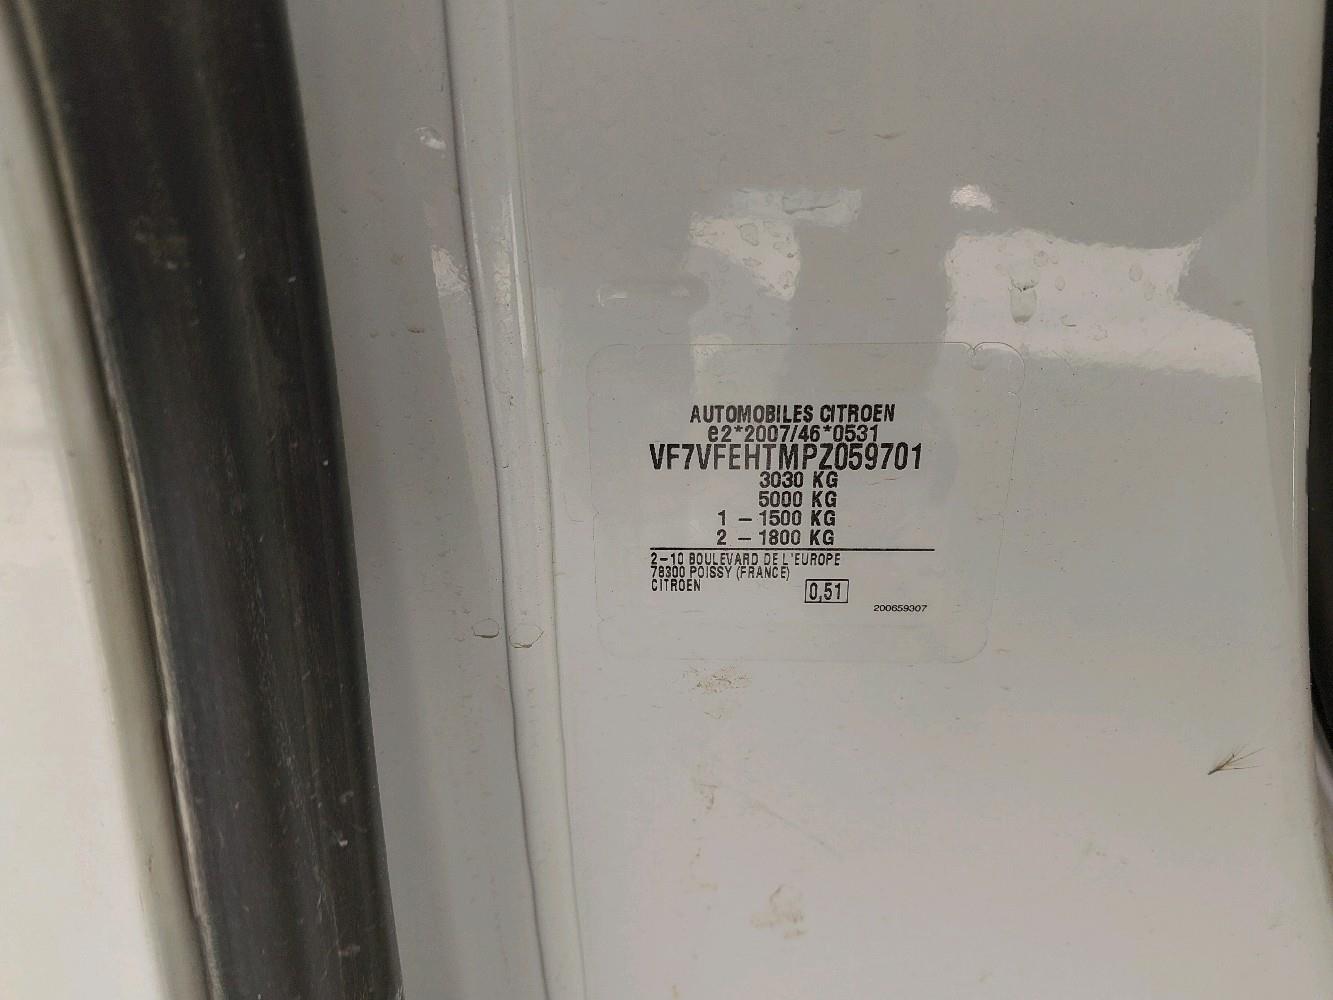 AUTOMOBILES CITROEN
e2*2007/46*0531
VF7VFEHTMPZ059701
3030 KG
5000 KG
1 – 1500 KG
2 – 1800 KG
2–10 BOULEVARD DE L'EUROPE
78300 POISSY (FRANCE)
CITROEN
0,51
200659307